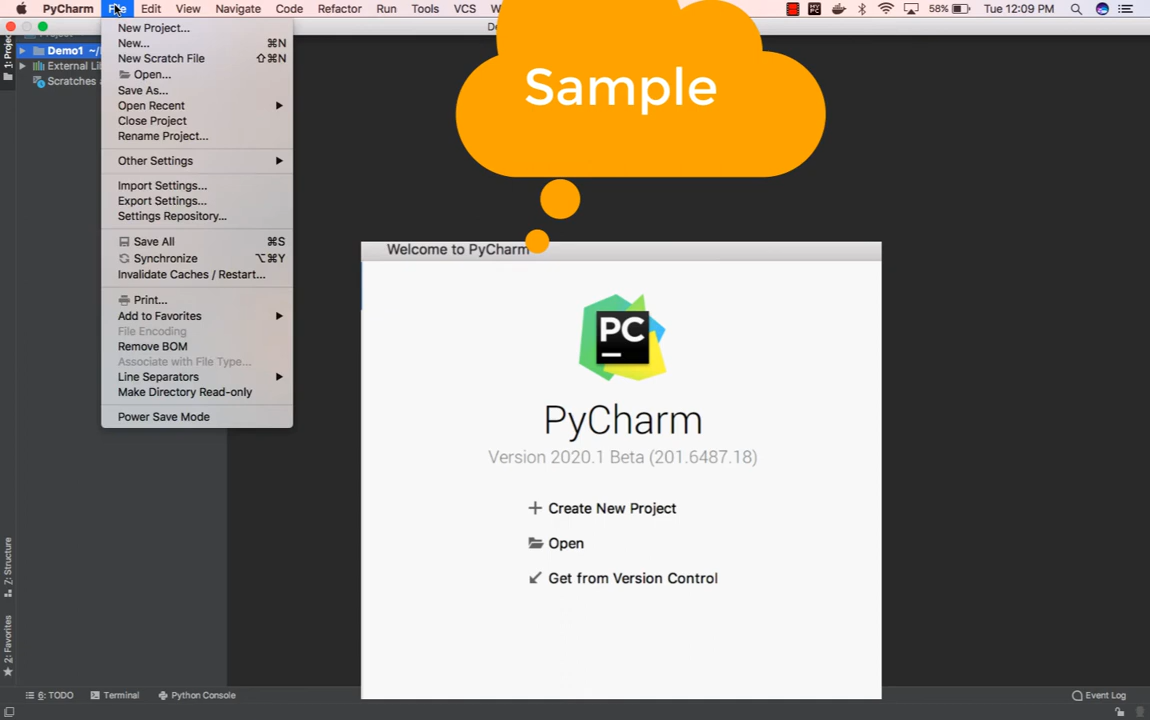 PyCharm File Edit View Navigate Code Refactor Run Tools VCS 58% Tue 12:09 PM
1: Project
Demo1 ~/
External Lib
Scratches a
New Project...
New... ⌘N
New Scratch File ⇧⌘N
Open...
Save As...
Open Recent
Close Project
Rename Project...
Other Settings
Import Settings...
Export Settings...
Settings Repository...
Save All ⌘S
Synchronize ⌥⌘Y
Invalidate Caches / Restart...
Print...
Add to Favorites
File Encoding
Remove BOM
Associate with File Type...
Line Separators
Make Directory Read-only
Power Save Mode
Sample
Welcome to PyCharm
PC
PyCharm
Version 2020.1 Beta (201.6487.18)
Create New Project
Open
Get from Version Control
7: Structure
2: Favorites
6: TODO Terminal Python Console Event Log